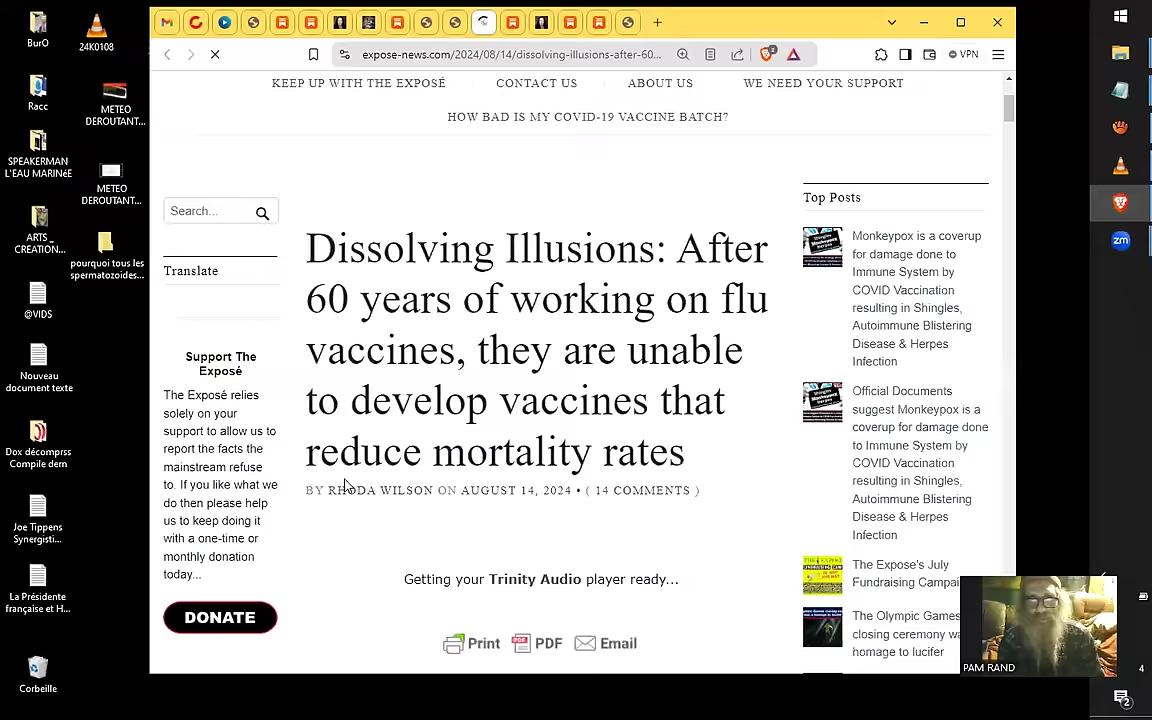 BurO
24K0108
Racc
METEO
DEROUTANT...
SPEAKERMAN
L'EAU MARINéE
METEO
DEROUTANT...
ARTS _
CREATION...
pourquoi tous les
spermatozoides...
@VIDS
Nouveau
document texte
Dox décomprss
Compile dern
Joe Tippens
Synergisti...
La Présidente
française et H...
Corbeille
expose-news.com/2024/08/14/dissolving-illusions-after-60...
VPN
KEEP UP WITH THE EXPOSÉ
CONTACT US
ABOUT US
WE NEED YOUR SUPPORT
HOW BAD IS MY COVID-19 VACCINE BATCH?
Search...
Translate
Support The
Exposé
The Exposé relies
solely on your
support to allow us to
report the facts the
mainstream refuse
to. If you like what we
do then please help
us to keep doing it
with a one-time or
monthly donation
today...
DONATE
Dissolving Illusions: After
60 years of working on flu
vaccines, they are unable
to develop vaccines that
reduce mortality rates
BY RHODA WILSON ON AUGUST 14, 2024 • ( 14 COMMENTS )
Getting your Trinity Audio player ready...
Print
PDF
Email
Top Posts
Monkeypox is a coverup
for damage done to
Immune System by
COVID Vaccination
resulting in Shingles,
Autoimmune Blistering
Disease & Herpes
Infection
Official Documents
suggest Monkeypox is a
coverup for damage done
to Immune System by
COVID Vaccination
resulting in Shingles,
Autoimmune Blistering
Disease & Herpes
Infection
The Expose's July
Fundraising Campai
The Olympic Games
closing ceremony wa
homage to lucifer
PAM RAND
zm
4
2